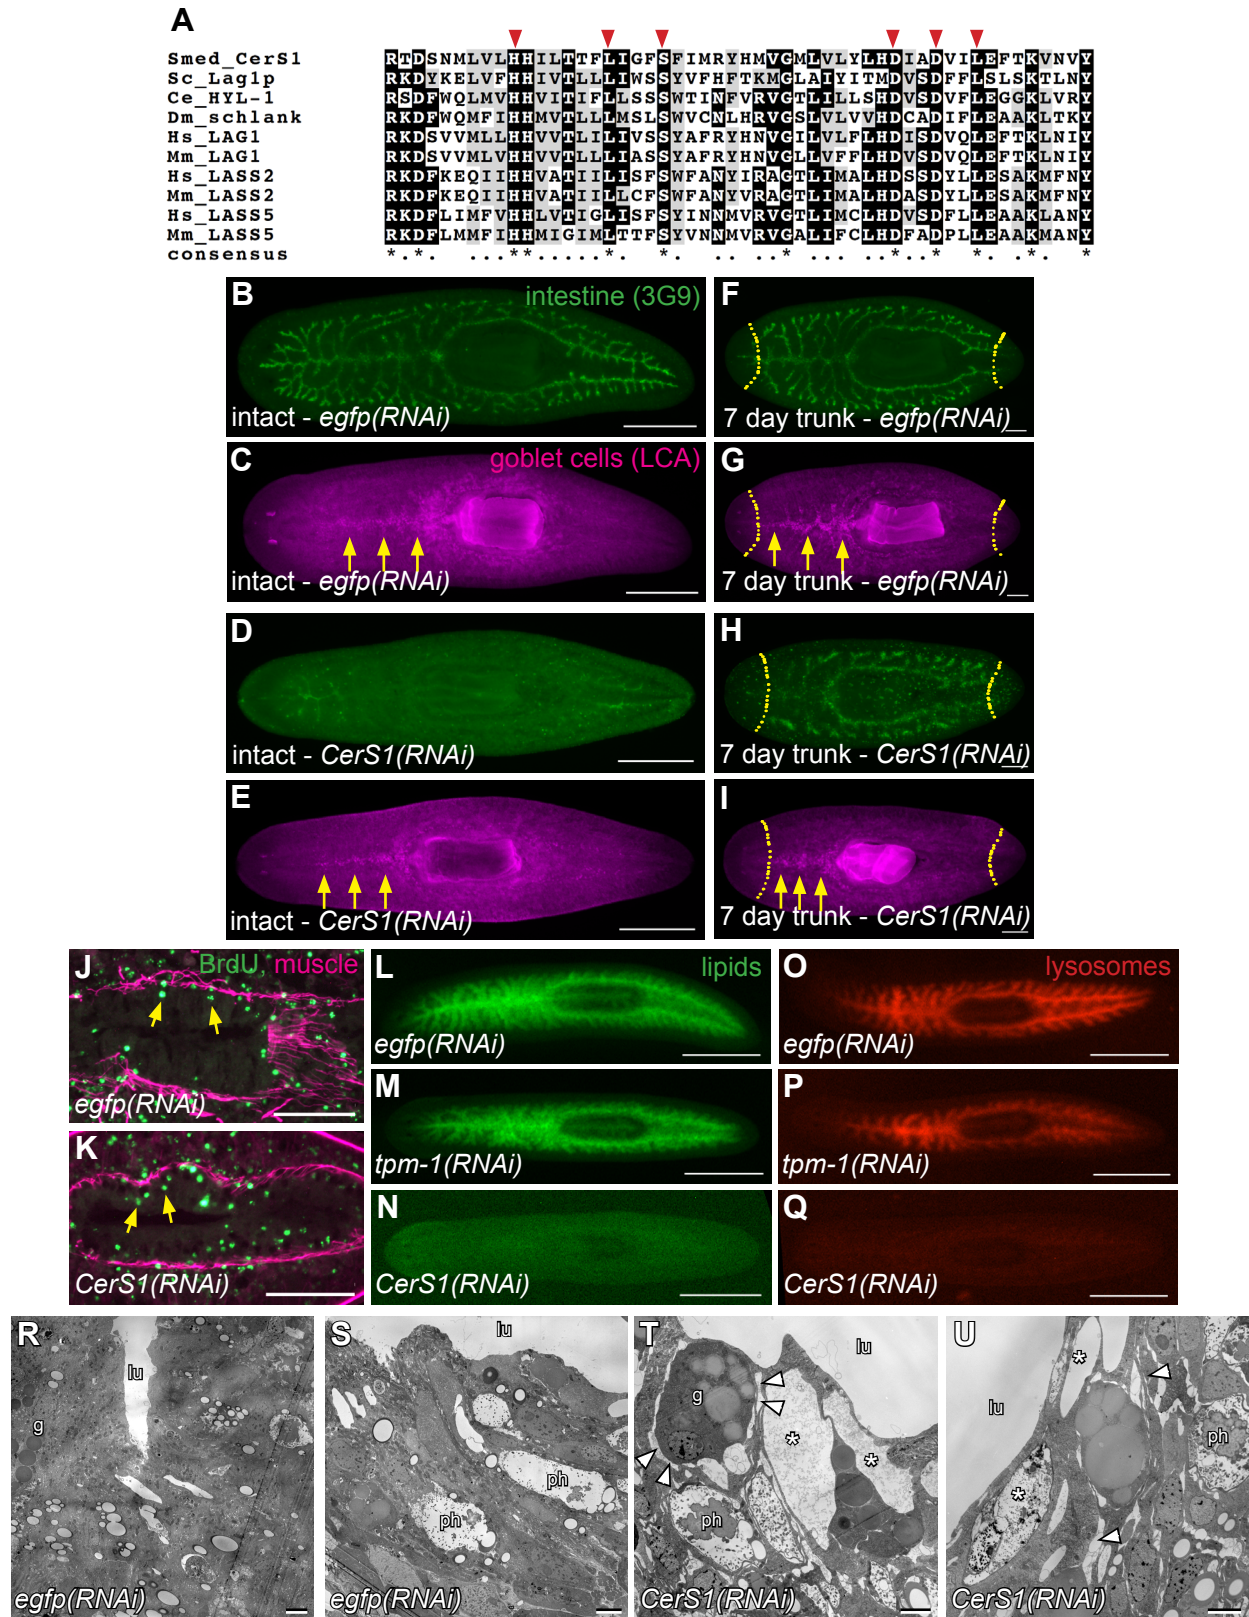 A
Smed_CerS1 RTDSNMLVLHHILTTFLIGFSFIMRYHMVGMLVLYLHDIADVILEFTKVNVY
Sc_Lag1p RKDYKELVFHHIVTLLLIWSSYVFHFTKMGLAIYITMDVSDFFLSLSKTLNY
Ce_HYL-1 RSDFWQLMVHHVITIFLLSSSWTINFVRVGTLILLSHDVSDVFLEGGKLVRY
Dm_schlank RKDFWQMFIHHMVTLLLMSLSWVCNLHRVGSLVLVVHDCADIFLEAAKLTKY
Hs_LAG1 RKDSVVMLLHHVVTLILIVSSYAFRYHNVGILVLFLHDISDVQLEFTKLNIY
Mm_LAG1 RKDSVVMLVHHVVTLLLIASSYAFRYHNVGLLVFFLHDVSDVQLEFTKLNIY
Hs_LASS2 RKDFKEQIIHHVATIILISFSWFANYIRAGTLIMALHDSSDYLLESAKMFNY
Mm_LASS2 RKDFKEQIIHHVATIILLCFSWFANYVRAGTLIMALHDASDYLLESAKMFNY
Hs_LASS5 RKDFLIMFVHHLVTIGLISFSYINNMVRVGTLIMCLHDVSDFLLEAAKLANY
Mm_LASS5 RKDFLMMFIHHMIGIMLTTFSYVNNMVRVGALIFCLHDFADPLLEAAKMANY
consensus *.*.  ...**.....*.  *.  . ..* .. ..*. *. *. ..*..  *
B intestine (3G9)
intact - egfp(RNAi)
F
7 day trunk - egfp(RNAi)
C goblet cells (LCA)
intact - egfp(RNAi)
G
7 day trunk - egfp(RNAi)
D
intact - CerS1(RNAi)
H
7 day trunk - CerS1(RNAi)
E
intact - CerS1(RNAi)
I
7 day trunk - CerS1(RNAi)
J BrdU, muscle
egfp(RNAi)
L lipids
egfp(RNAi)
O lysosomes
egfp(RNAi)
M
tpm-1(RNAi)
P
tpm-1(RNAi)
K
CerS1(RNAi)
N
CerS1(RNAi)
Q
CerS1(RNAi)
R
lu
g
egfp(RNAi)
S
lu
ph
ph
egfp(RNAi)
T
lu
g
*
*
ph
CerS1(RNAi)
U
*
lu
ph
*
CerS1(RNAi)